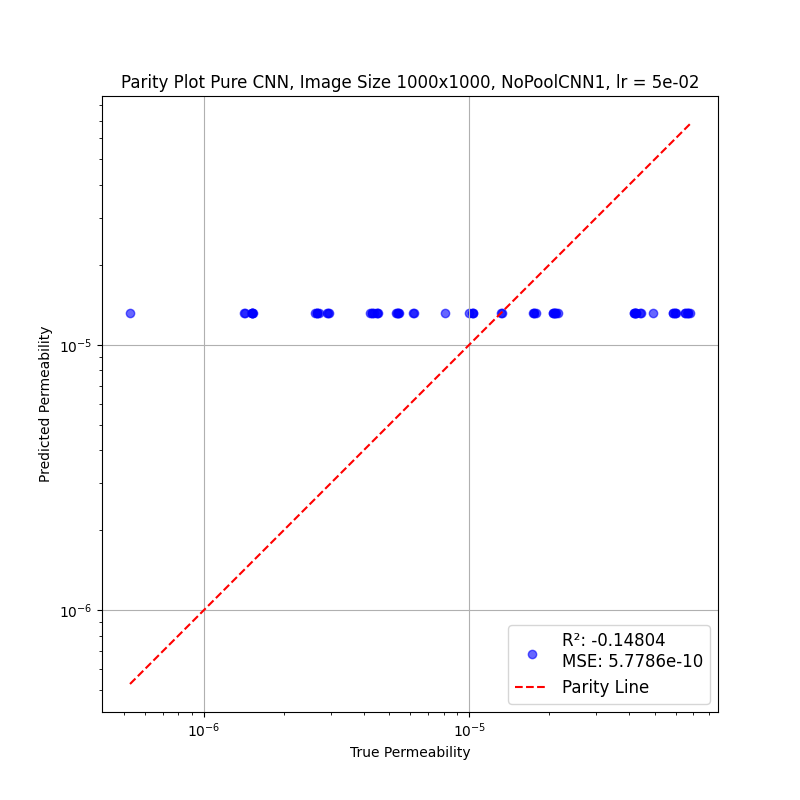 Parity Plot Pure CNN, Image Size 1000x1000, NoPoolCNN1, lr = 5e-02
Predicted Permeability
10⁻⁵
10⁻⁶
R²: -0.14804
MSE: 5.7786e-10
Parity Line
10⁻⁶ 10⁻⁵
True Permeability